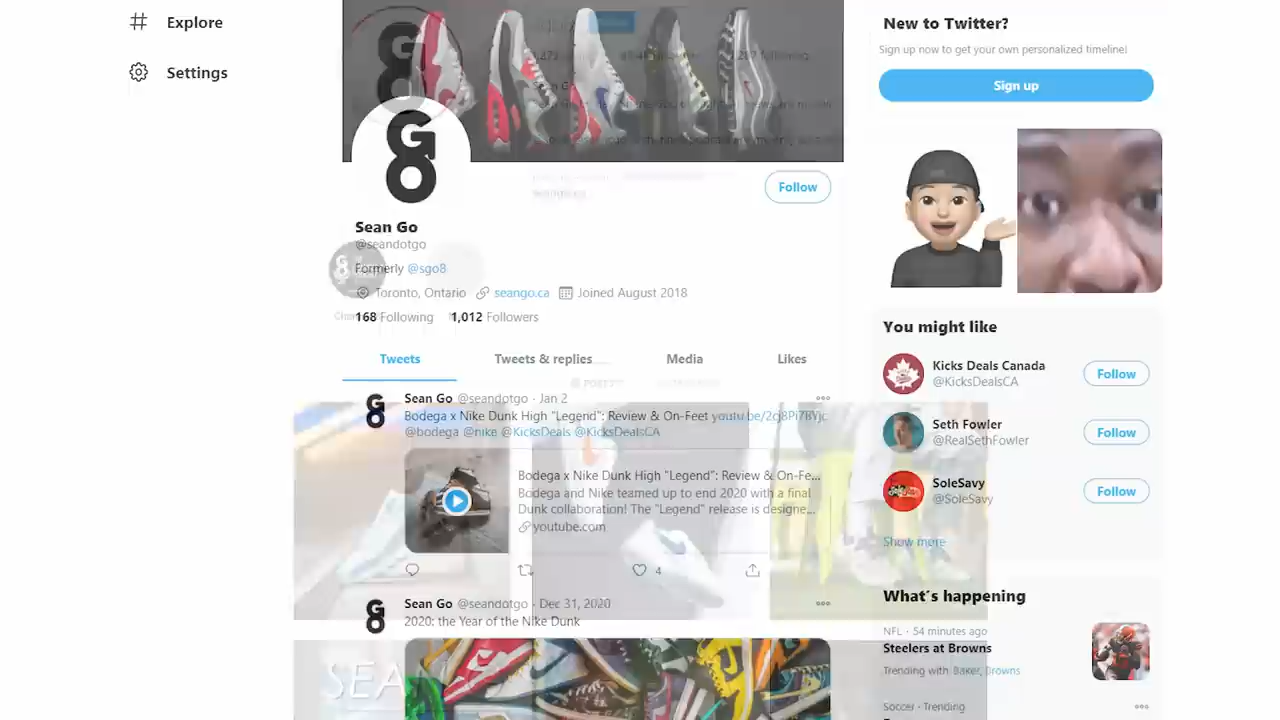 Explore
Settings
Sean Go
@seandotgo
Formerly @sgo8
Toronto, Ontario seango.ca Joined August 2018
168 Following 1,012 Followers
Follow
Tweets Tweets & replies Media Likes
Sean Go @seandotgo · Jan 2
Bodega x Nike Dunk High "Legend": Review & On-Feet youtu.be/2cj8Pi7BYjc
@bodega @nike @KicksDeals @KicksDealsCA
Bodega x Nike Dunk High "Legend": Review & On-Fe...
Bodega and Nike teamed up to end 2020 with a final
Dunk collaboration! The "Legend" release is designe...
youtube.com
4
Sean Go @seandotgo · Dec 31, 2020
2020: the Year of the Nike Dunk
SEA
New to Twitter?
Sign up now to get your own personalized timeline!
Sign up
You might like
Kicks Deals Canada
@KicksDealsCA
Follow
Seth Fowler
@RealSethFowler
Follow
SoleSavy
@SoleSavy
Follow
Show more
What's happening
NFL · 54 minutes ago
Steelers at Browns
Trending with Baker, Browns
Soccer · Trending